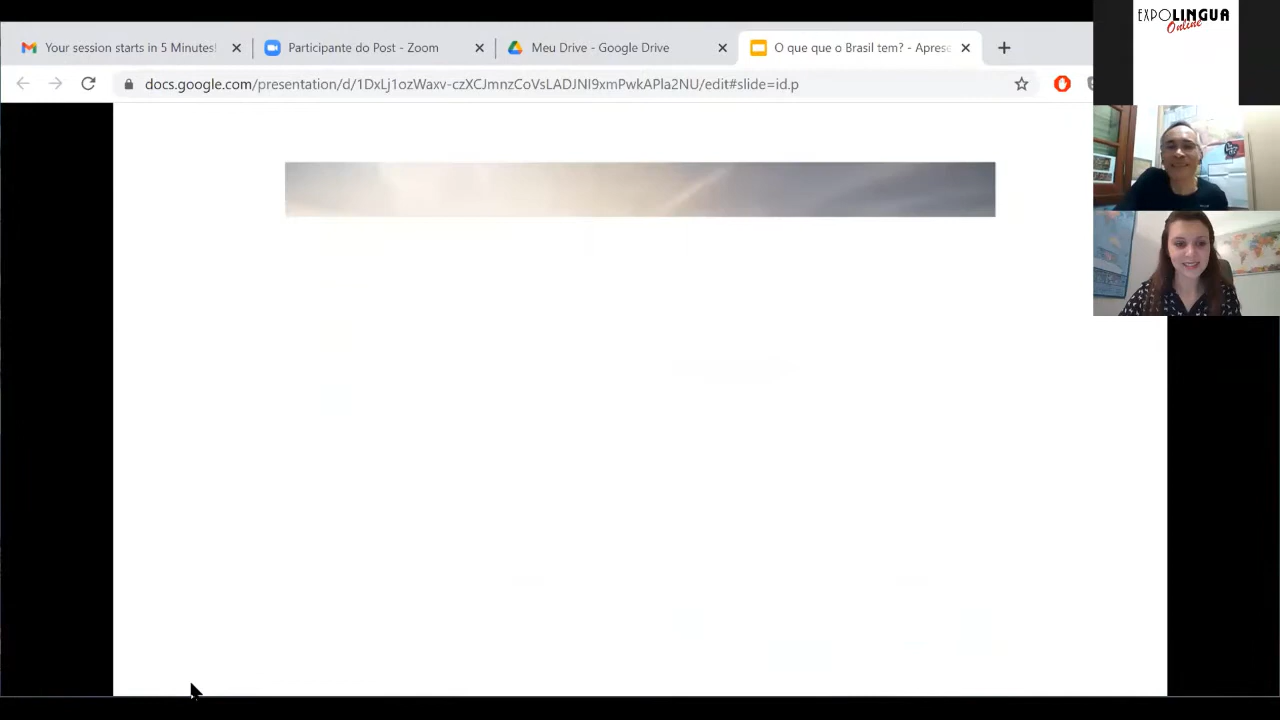 EXPOLINGUA
Online
Your session starts in 5 Minutes!
Participante do Post - Zoom
Meu Drive - Google Drive
O que que o Brasil tem? - Aprese
docs.google.com/presentation/d/1DxLj1ozWaxv-czXCJmnzCoVsLADJNI9xmPwkAPla2NU/edit#slide=id.p